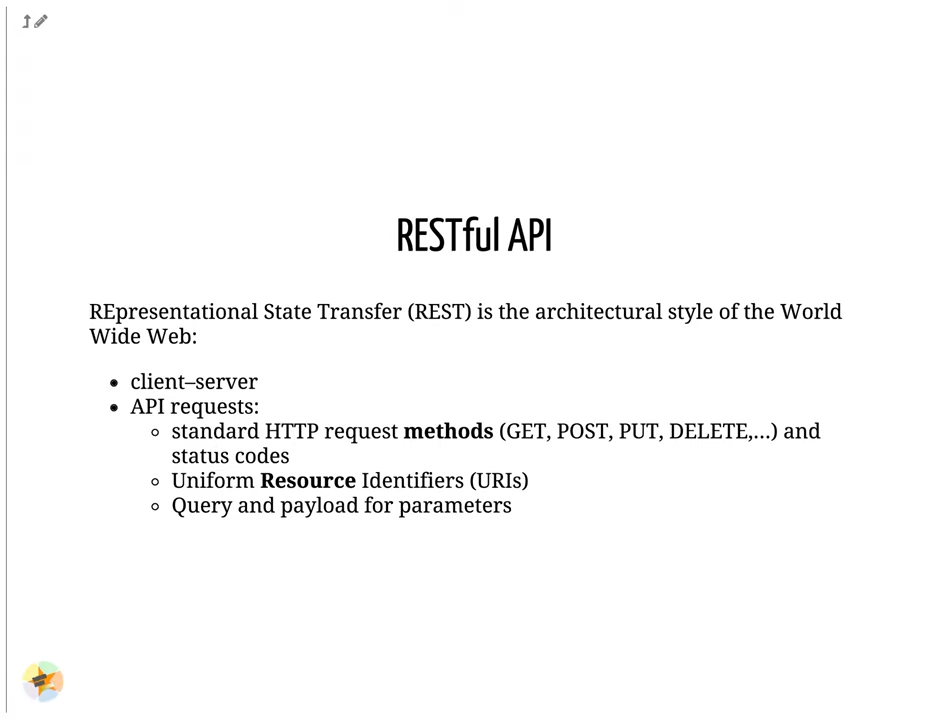 RESTful API
REpresentational State Transfer (REST) is the architectural style of the World
Wide Web:
client–server
API requests:
standard HTTP request methods (GET, POST, PUT, DELETE,...) and
status codes
Uniform Resource Identifiers (URIs)
Query and payload for parameters